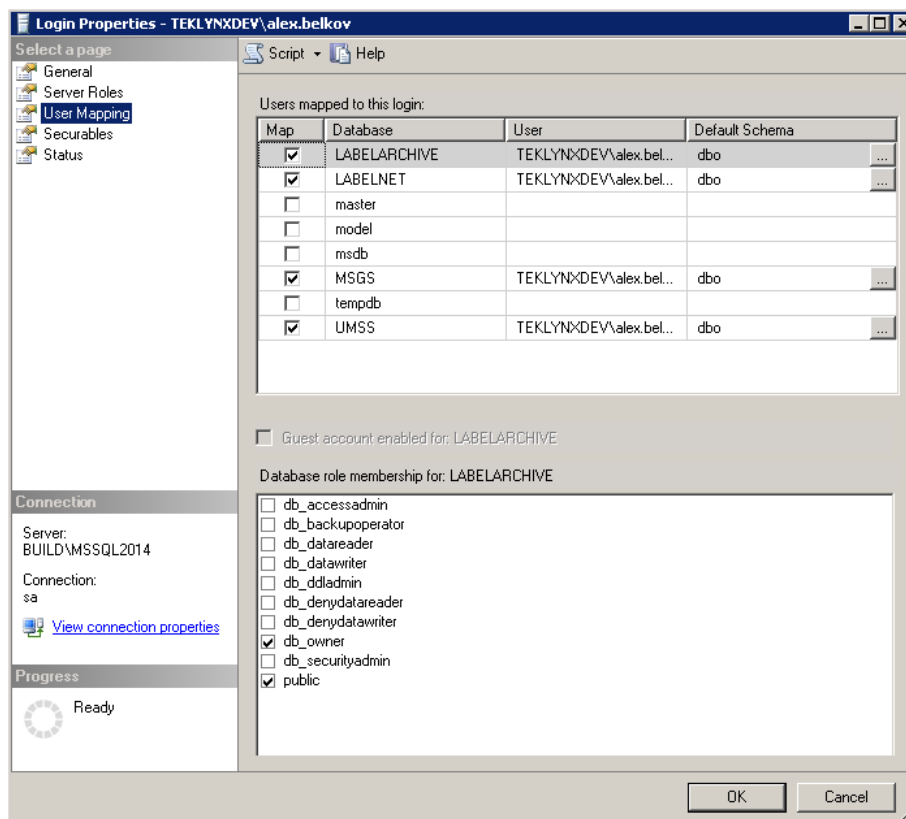 Login Properties - TEKLYNXDEV\alex.belkov
Select a page
General
Server Roles
User Mapping
Securables
Status
Script Help
Users mapped to this login:
Map Database User Default Schema
LABELARCHIVE TEKLYNXDEV\alex.bel... dbo ...
LABELNET TEKLYNXDEV\alex.bel... dbo ...
master
model
msdb
MSGS TEKLYNXDEV\alex.bel... dbo ...
tempdb
UMSS TEKLYNXDEV\alex.bel... dbo ...
Guest account enabled for: LABELARCHIVE
Database role membership for: LABELARCHIVE
db_accessadmin
db_backupoperator
db_datareader
db_datawriter
db_ddladmin
db_denydatareader
db_denydatawriter
db_owner
db_securityadmin
public
Connection
Server:
BUILD\MSSQL2014
Connection:
sa
View connection properties
Progress
Ready
OK Cancel